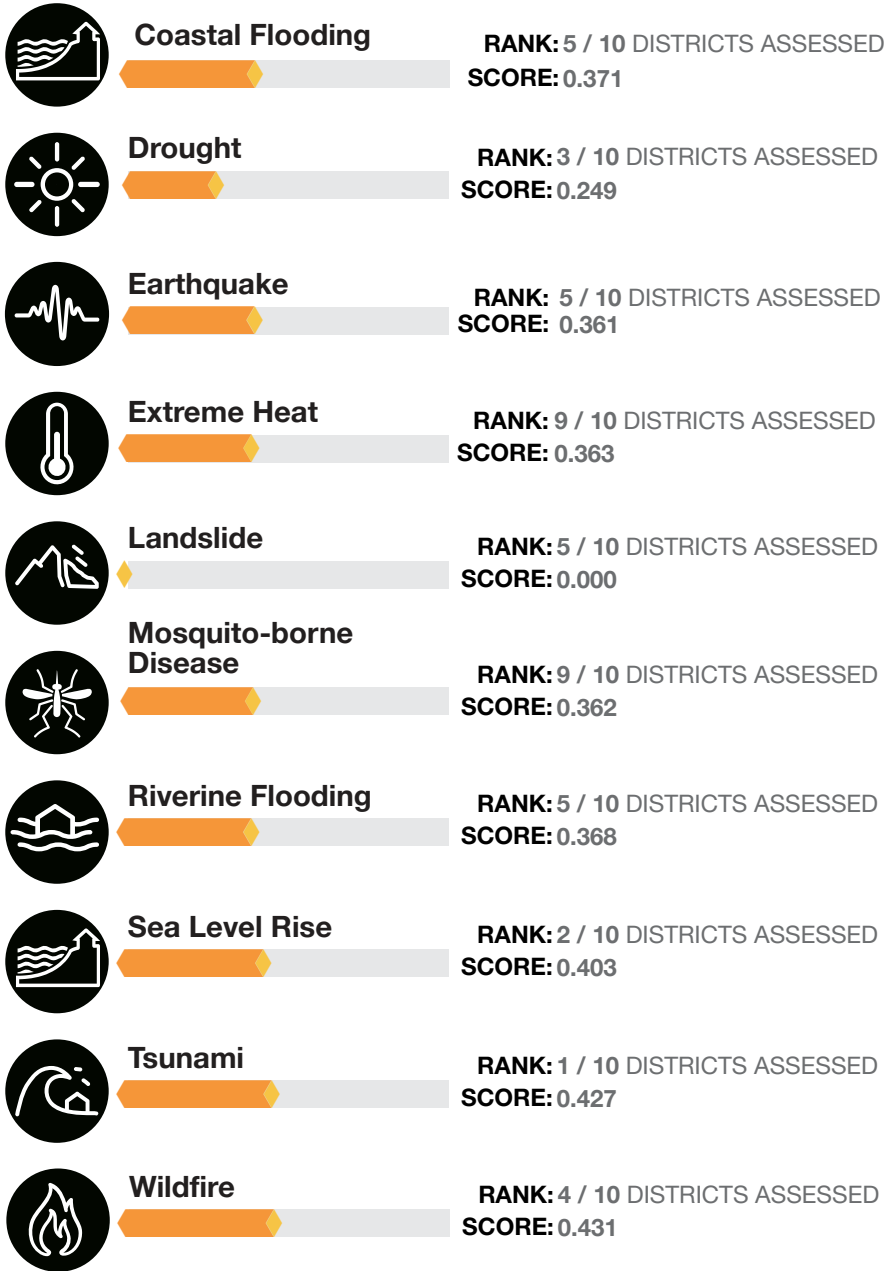 Coastal Flooding
RANK: 5 / 10 DISTRICTS ASSESSED
SCORE: 0.371
Drought
RANK: 3 / 10 DISTRICTS ASSESSED
SCORE: 0.249
Earthquake
RANK: 5 / 10 DISTRICTS ASSESSED
SCORE: 0.361
Extreme Heat
RANK: 9 / 10 DISTRICTS ASSESSED
SCORE: 0.363
Landslide
RANK: 5 / 10 DISTRICTS ASSESSED
SCORE: 0.000
Mosquito-borne
Disease
RANK: 9 / 10 DISTRICTS ASSESSED
SCORE: 0.362
Riverine Flooding
RANK: 5 / 10 DISTRICTS ASSESSED
SCORE: 0.368
Sea Level Rise
RANK: 2 / 10 DISTRICTS ASSESSED
SCORE: 0.403
Tsunami
RANK: 1 / 10 DISTRICTS ASSESSED
SCORE: 0.427
Wildfire
RANK: 4 / 10 DISTRICTS ASSESSED
SCORE: 0.431